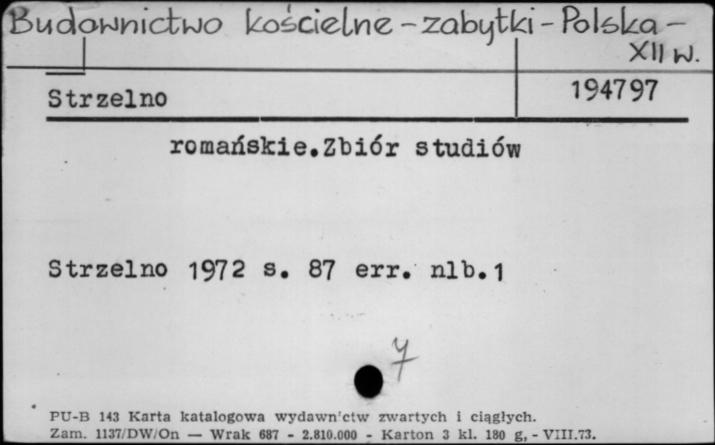 Budownictwo kościelne - zabytki - Polska -
XII w.
Strzelno 194797
romańskie.Zbiór studiów
Strzelno 1972 s. 87 err. nlb.1
7
PU-B 143 Karta katalogowa wydawn'ctw zwartych i ciągłych.
Zam. 1137/DW/On — Wrak 687 - 2.810.000 - Karton 3 kl. 180 g, - VIII.73.